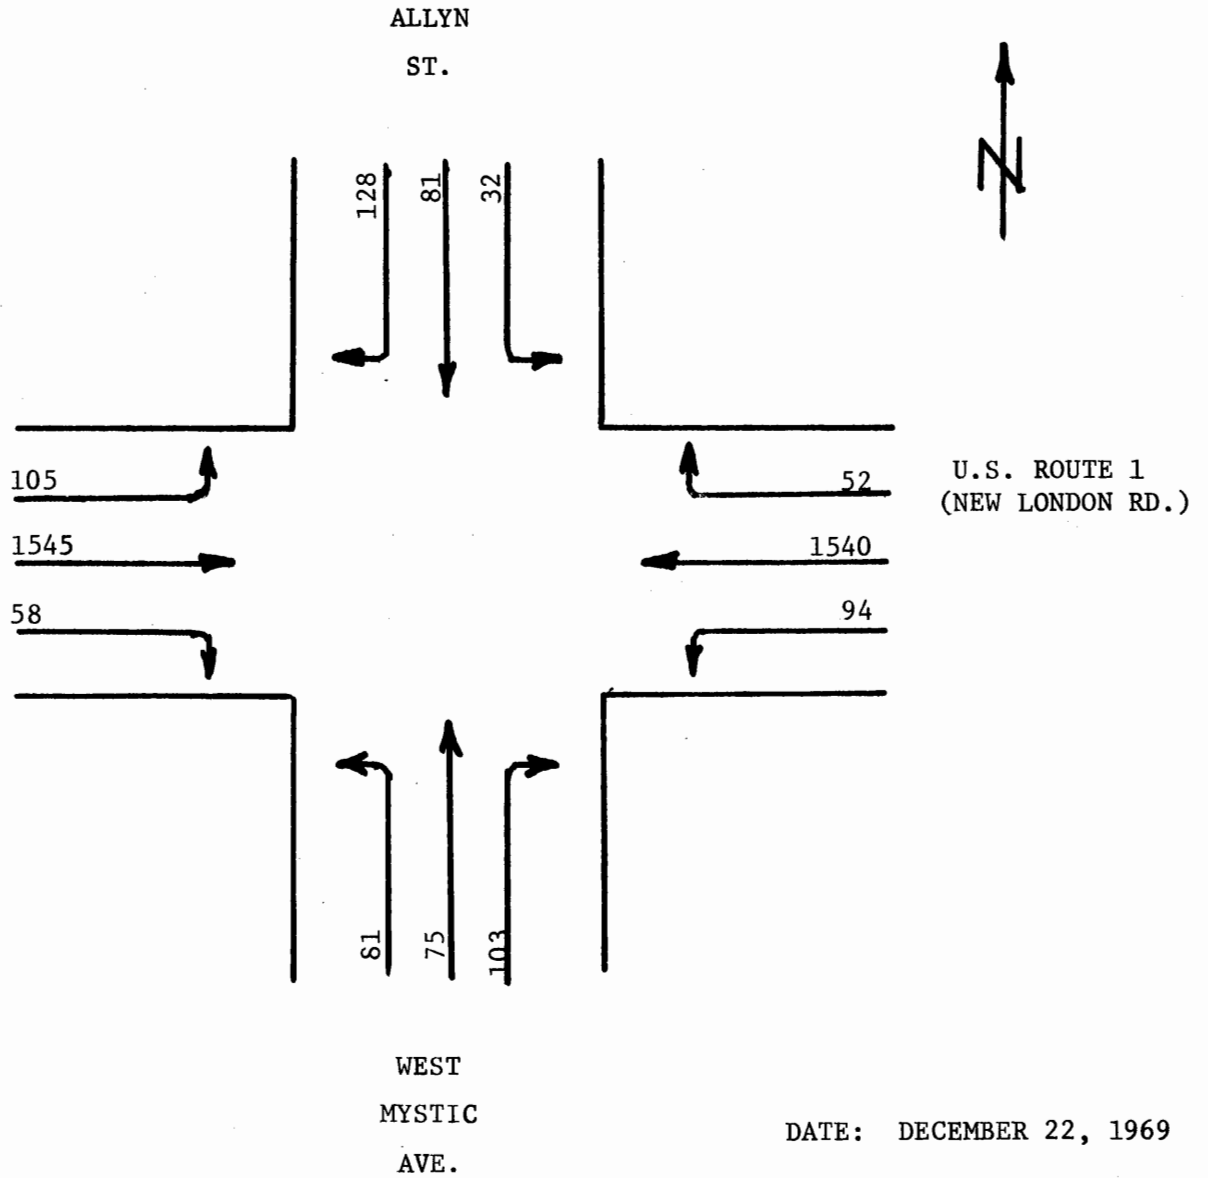 ALLYN
ST.
N
128
81
32
105
52
U.S. ROUTE 1
(NEW LONDON RD.)
1545
1540
58
94
81
75
103
WEST
MYSTIC
AVE.
DATE: DECEMBER 22, 1969